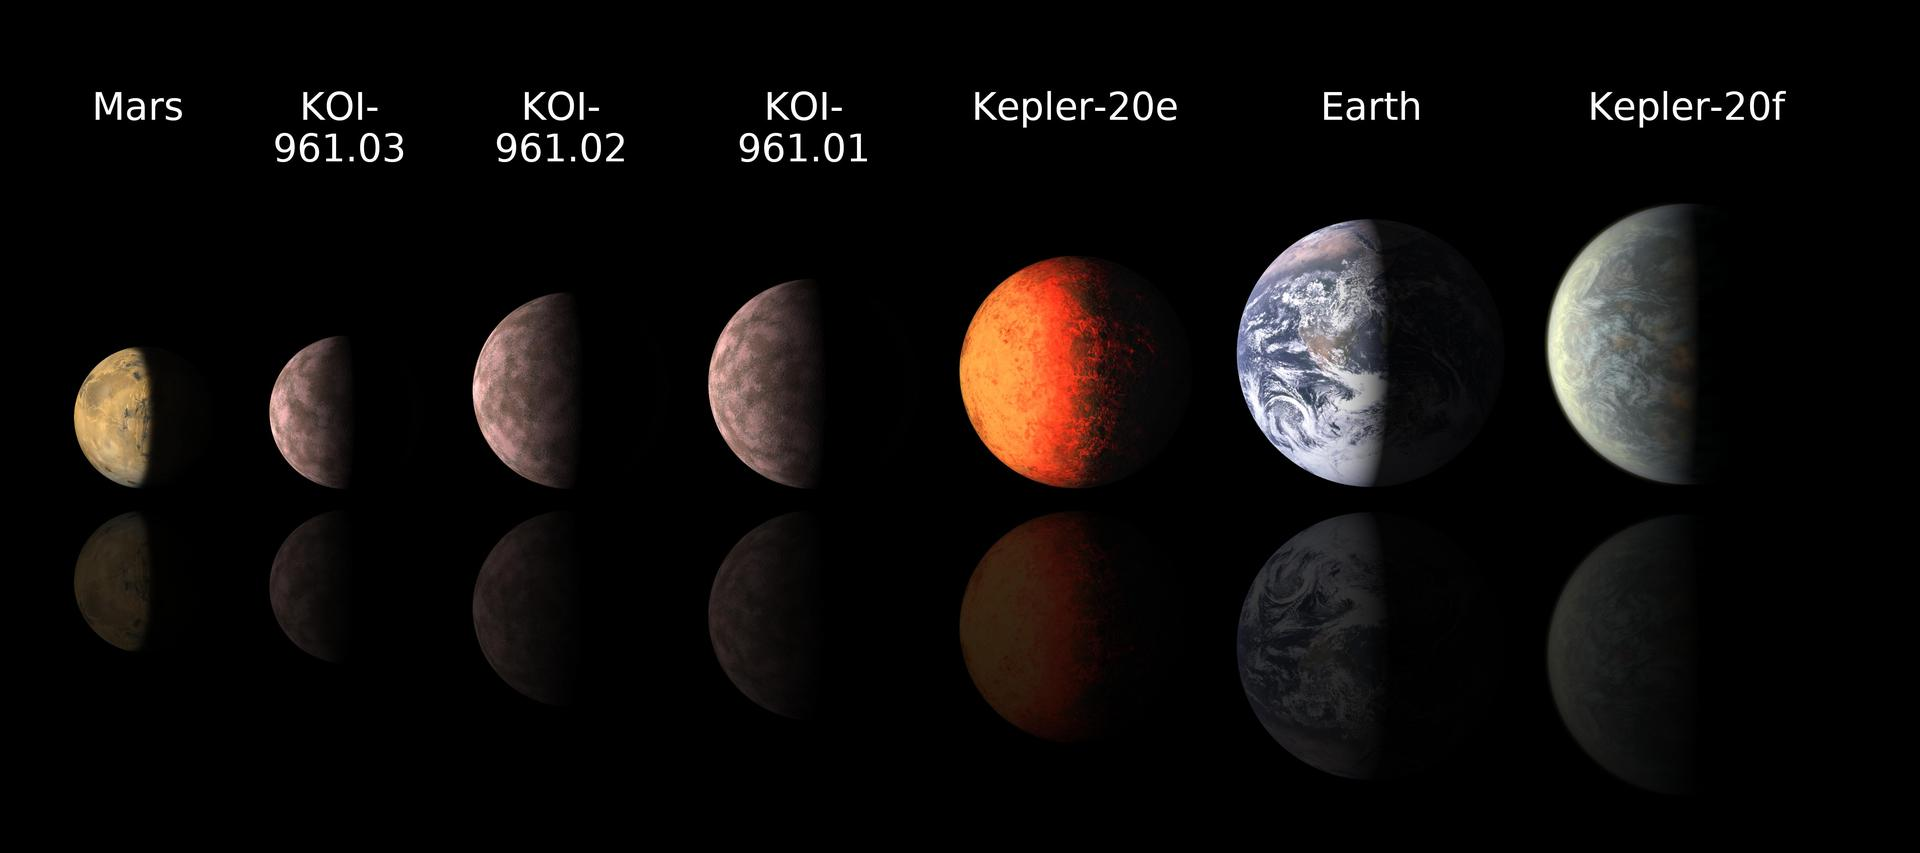 Mars
KOI-
961.03
KOI-
961.02
KOI-
961.01
Kepler-20e
Earth
Kepler-20f